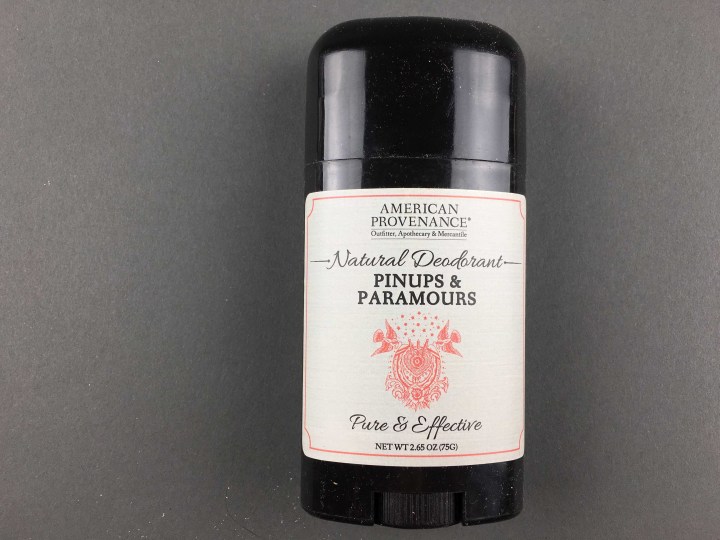 AMERICAN
PROVENANCE®
Outfitter, Apothecary & Mercantile
Natural Deodorant
PINUPS &
PARAMOURS
Pure & Effective
NET WT 2.65 OZ (75G)